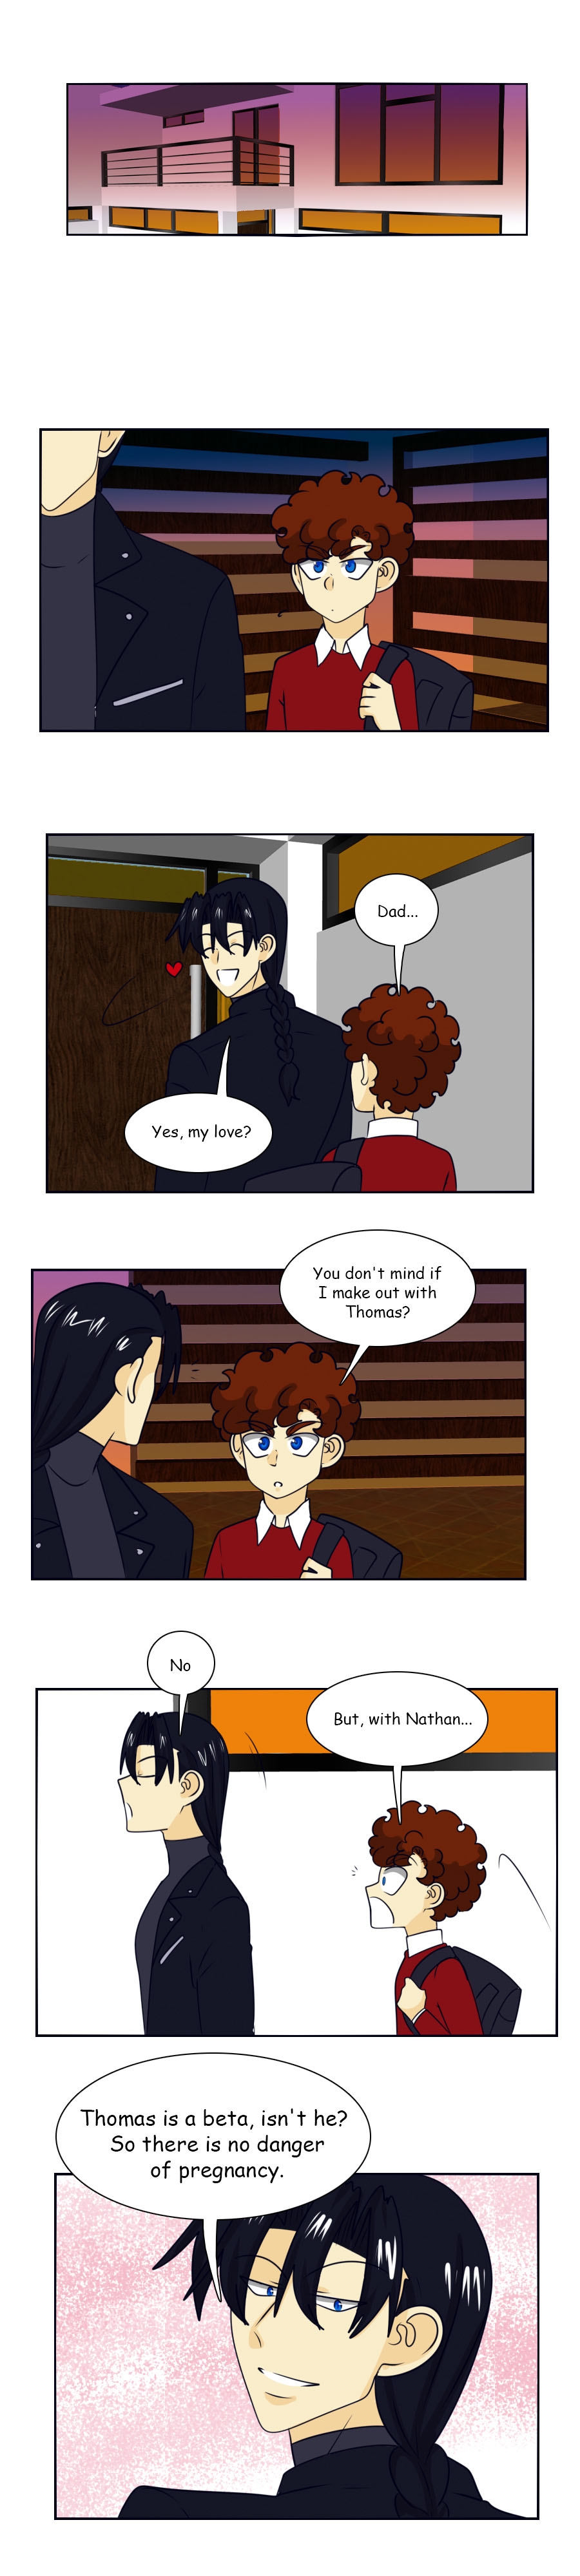 Dad...
Yes, my love?
You don't mind if
I make out with
Thomas?
No
But, with Nathan...
Thomas is a beta, isn't he?
So there is no danger
of pregnancy.